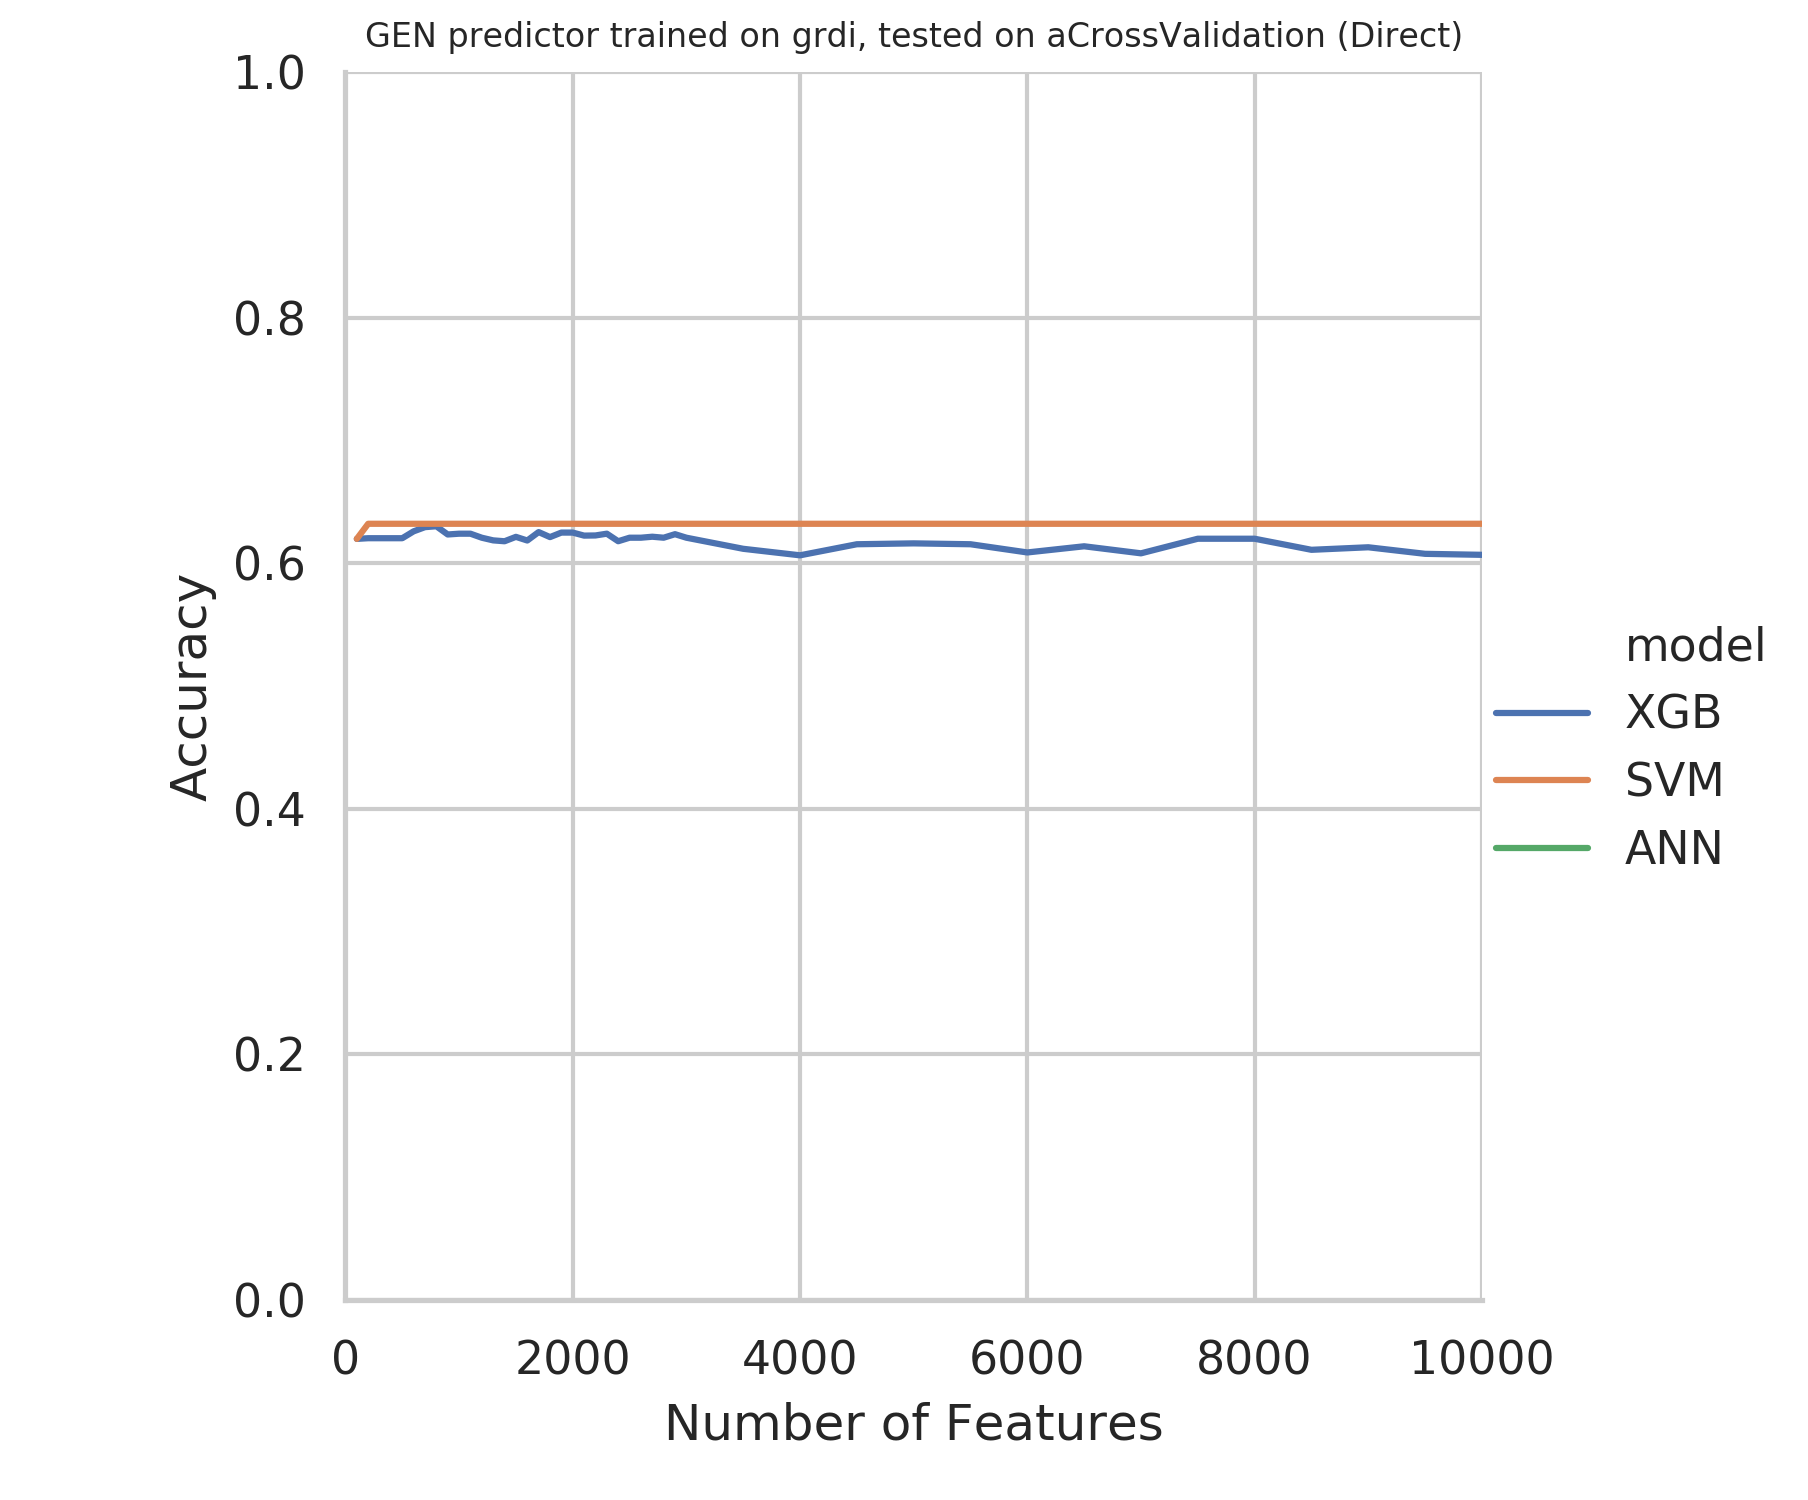 GEN predictor trained on grdi, tested on aCrossValidation (Direct)
1.0
0.8
0.6
0.4
0.2
0.0
Accuracy
0 2000 4000 6000 8000 10000
Number of Features
model
XGB
SVM
ANN